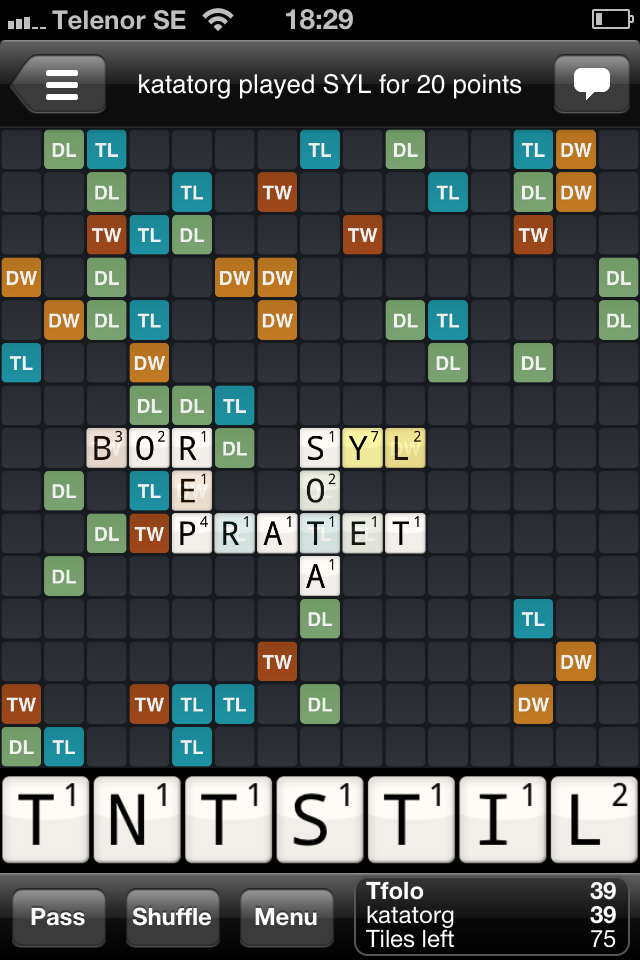 Telenor SE 18:29
katatorg played SYL for 20 points
DL TL TL DL TL DW
DL TL TW TL DL DW
TW TL DL TW TW
DW DL DW DW DL
DW DL TL DW DL TL DL
TL DW DL DL
DL DL TL
B3 O2 R1 DL S1 Y7 L2
DL TL E1 O2
DL TW P4 R1 A1 T1 E1 T1
DL A1
DL TL
TW DW
TW TW TL TL DL DW
DL TL TL
T1 N1 T1 S1 T1 I1 L2
Pass Shuffle Menu
Tfolo 39
katatorg 39
Tiles left 75